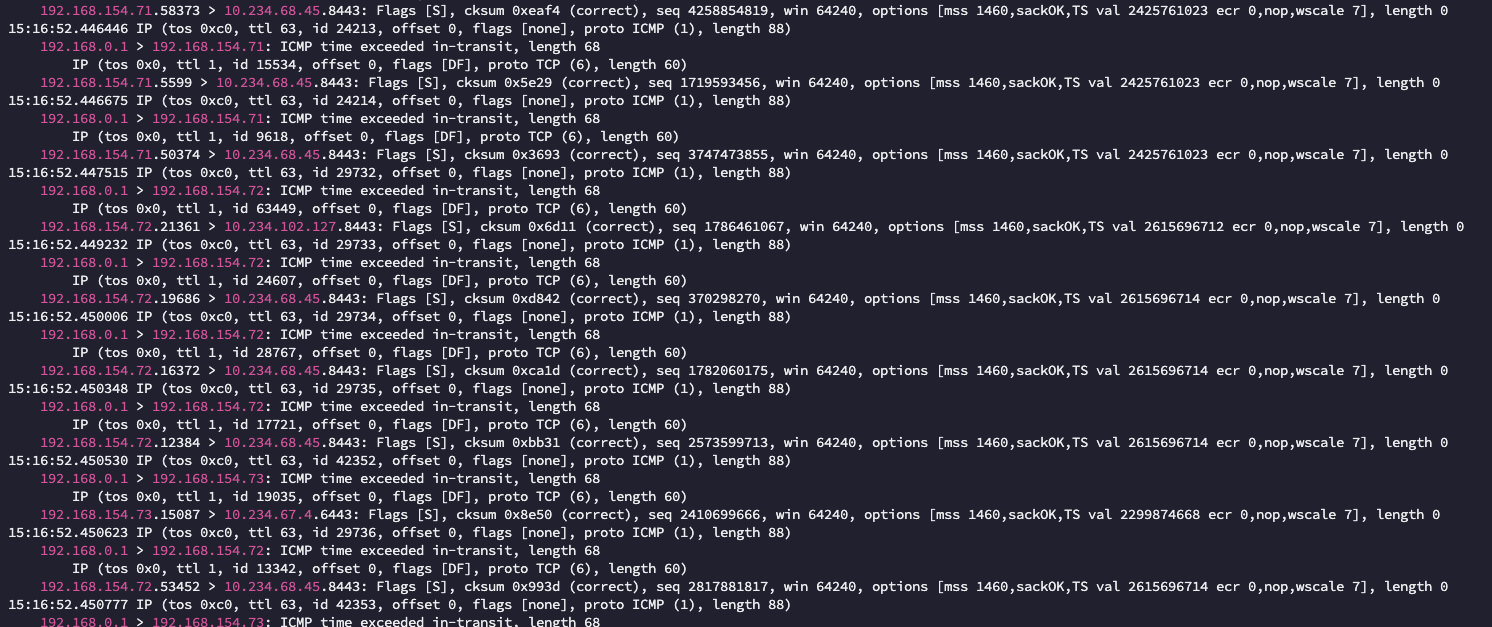 192.168.154.71.58373 > 10.234.68.45.8443: Flags [S], cksum 0xeaf4 (correct), seq 4258854819, win 64240, options [mss 1460,sackOK,TS val 2425761023 ecr 0,nop,wscale 7], length 0
15:16:52.446446 IP (tos 0xc0, ttl 63, id 24213, offset 0, flags [none], proto ICMP (1), length 88)
192.168.0.1 > 192.168.154.71: ICMP time exceeded in-transit, length 68
IP (tos 0x0, ttl 1, id 15534, offset 0, flags [DF], proto TCP (6), length 60)
192.168.154.71.5599 > 10.234.68.45.8443: Flags [S], cksum 0x5e29 (correct), seq 1719593456, win 64240, options [mss 1460,sackOK,TS val 2425761023 ecr 0,nop,wscale 7], length 0
15:16:52.446675 IP (tos 0xc0, ttl 63, id 24214, offset 0, flags [none], proto ICMP (1), length 88)
192.168.0.1 > 192.168.154.71: ICMP time exceeded in-transit, length 68
IP (tos 0x0, ttl 1, id 9618, offset 0, flags [DF], proto TCP (6), length 60)
192.168.154.71.50374 > 10.234.68.45.8443: Flags [S], cksum 0x3693 (correct), seq 3747473855, win 64240, options [mss 1460,sackOK,TS val 2425761023 ecr 0,nop,wscale 7], length 0
15:16:52.447515 IP (tos 0xc0, ttl 63, id 29732, offset 0, flags [none], proto ICMP (1), length 88)
192.168.0.1 > 192.168.154.72: ICMP time exceeded in-transit, length 68
IP (tos 0x0, ttl 1, id 63449, offset 0, flags [DF], proto TCP (6), length 60)
192.168.154.72.21361 > 10.234.102.127.8443: Flags [S], cksum 0x6d11 (correct), seq 1786461067, win 64240, options [mss 1460,sackOK,TS val 2615696712 ecr 0,nop,wscale 7], length 0
15:16:52.449232 IP (tos 0xc0, ttl 63, id 29733, offset 0, flags [none], proto ICMP (1), length 88)
192.168.0.1 > 192.168.154.72: ICMP time exceeded in-transit, length 68
IP (tos 0x0, ttl 1, id 24607, offset 0, flags [DF], proto TCP (6), length 60)
192.168.154.72.19686 > 10.234.68.45.8443: Flags [S], cksum 0xd842 (correct), seq 370298270, win 64240, options [mss 1460,sackOK,TS val 2615696714 ecr 0,nop,wscale 7], length 0
15:16:52.450006 IP (tos 0xc0, ttl 63, id 29734, offset 0, flags [none], proto ICMP (1), length 88)
192.168.0.1 > 192.168.154.72: ICMP time exceeded in-transit, length 68
IP (tos 0x0, ttl 1, id 28767, offset 0, flags [DF], proto TCP (6), length 60)
192.168.154.72.16372 > 10.234.68.45.8443: Flags [S], cksum 0xca1d (correct), seq 1782060175, win 64240, options [mss 1460,sackOK,TS val 2615696714 ecr 0,nop,wscale 7], length 0
15:16:52.450348 IP (tos 0xc0, ttl 63, id 29735, offset 0, flags [none], proto ICMP (1), length 88)
192.168.0.1 > 192.168.154.72: ICMP time exceeded in-transit, length 68
IP (tos 0x0, ttl 1, id 17721, offset 0, flags [DF], proto TCP (6), length 60)
192.168.154.72.12384 > 10.234.68.45.8443: Flags [S], cksum 0xbb31 (correct), seq 2573599713, win 64240, options [mss 1460,sackOK,TS val 2615696714 ecr 0,nop,wscale 7], length 0
15:16:52.450530 IP (tos 0xc0, ttl 63, id 42352, offset 0, flags [none], proto ICMP (1), length 88)
192.168.0.1 > 192.168.154.73: ICMP time exceeded in-transit, length 68
IP (tos 0x0, ttl 1, id 19035, offset 0, flags [DF], proto TCP (6), length 60)
192.168.154.73.15087 > 10.234.67.4.6443: Flags [S], cksum 0x8e50 (correct), seq 2410699666, win 64240, options [mss 1460,sackOK,TS val 2299874668 ecr 0,nop,wscale 7], length 0
15:16:52.450623 IP (tos 0xc0, ttl 63, id 29736, offset 0, flags [none], proto ICMP (1), length 88)
192.168.0.1 > 192.168.154.72: ICMP time exceeded in-transit, length 68
IP (tos 0x0, ttl 1, id 13342, offset 0, flags [DF], proto TCP (6), length 60)
192.168.154.72.53452 > 10.234.68.45.8443: Flags [S], cksum 0x993d (correct), seq 2817881817, win 64240, options [mss 1460,sackOK,TS val 2615696714 ecr 0,nop,wscale 7], length 0
15:16:52.450777 IP (tos 0xc0, ttl 63, id 42353, offset 0, flags [none], proto ICMP (1), length 88)
192.168.0.1 > 192.168.154.73: ICMP time exceeded in-transit, length 68